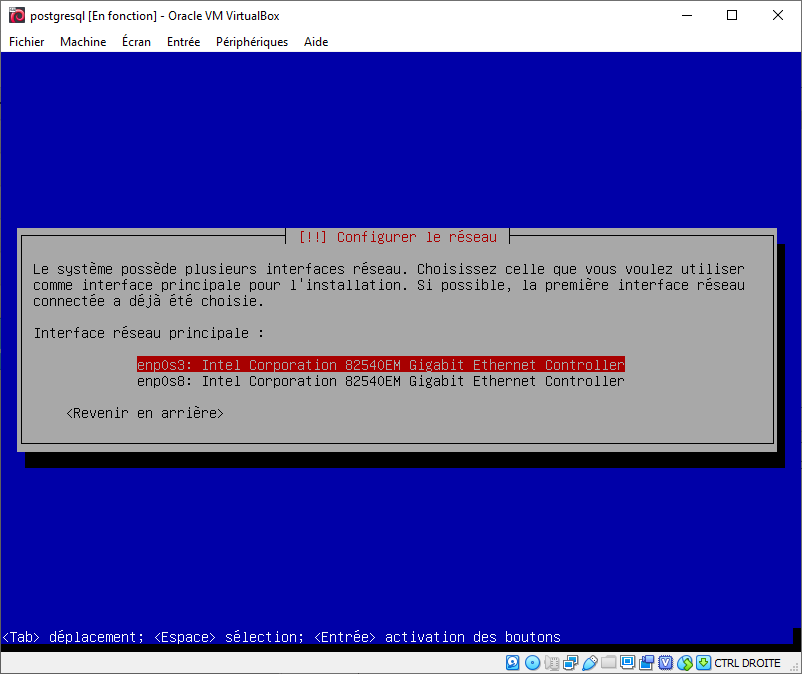 postgresql [En fonction] - Oracle VM VirtualBox
Fichier Machine Écran Entrée Périphériques Aide
[!!] Configurer le réseau
Le système possède plusieurs interfaces réseau. Choisissez celle que vous voulez utiliser
comme interface principale pour l'installation. Si possible, la première interface réseau
connectée a déjà été choisie.
Interface réseau principale :
enp0s3: Intel Corporation 82540EM Gigabit Ethernet Controller
enp0s8: Intel Corporation 82540EM Gigabit Ethernet Controller
<Revenir en arrière>
<Tab> déplacement; <Espace> sélection; <Entrée> activation des boutons
CTRL DROITE